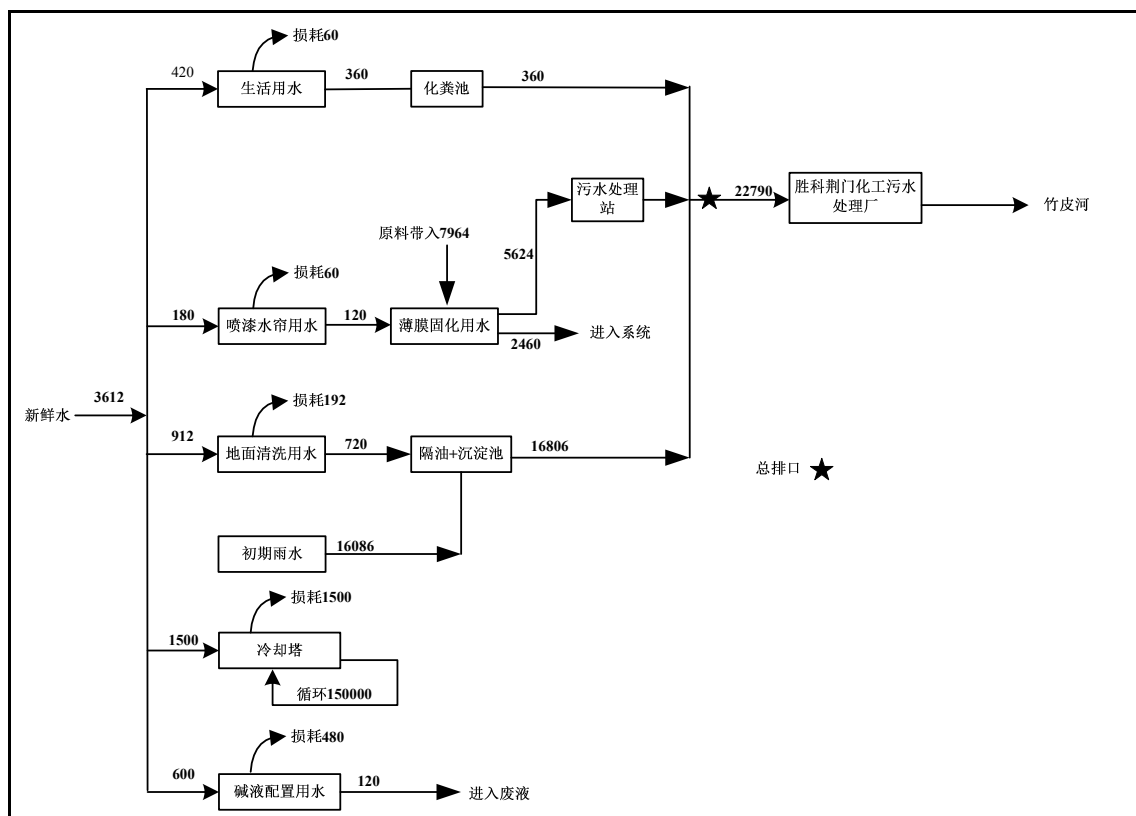 损耗60
420
生活用水
360
化粪池
360
污水处理
站
22790
胜科荆门化工污水
处理厂
竹皮河
原料带入7964
5624
损耗60
180
喷漆水帘用水
120
薄膜固化用水
2460
进入系统
3612
新鲜水
损耗192
912
地面清洗用水
720
隔油+沉淀池
16806
总排口
初期雨水
16086
损耗1500
1500
冷却塔
循环150000
损耗480
600
碱液配置用水
120
进入废液